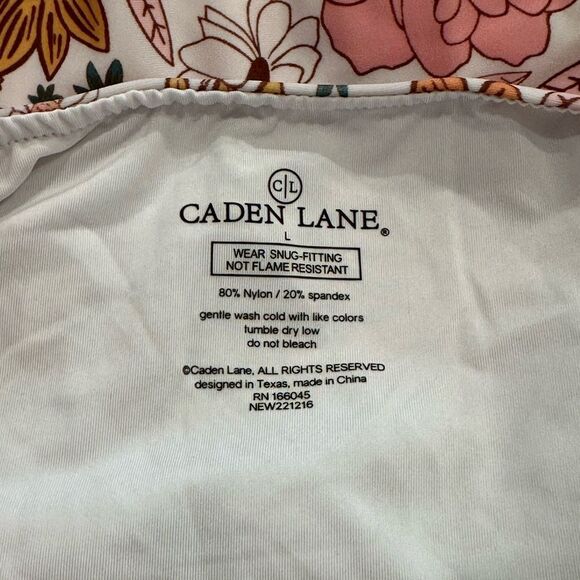 C|L
CADEN LANE®
L
WEAR SNUG-FITTING
NOT FLAME RESISTANT
80% Nylon / 20% spandex
gentle wash cold with like colors
tumble dry low
do not bleach
©Caden Lane, ALL RIGHTS RESERVED
designed in Texas, made in China
RN 166045
NEW221216